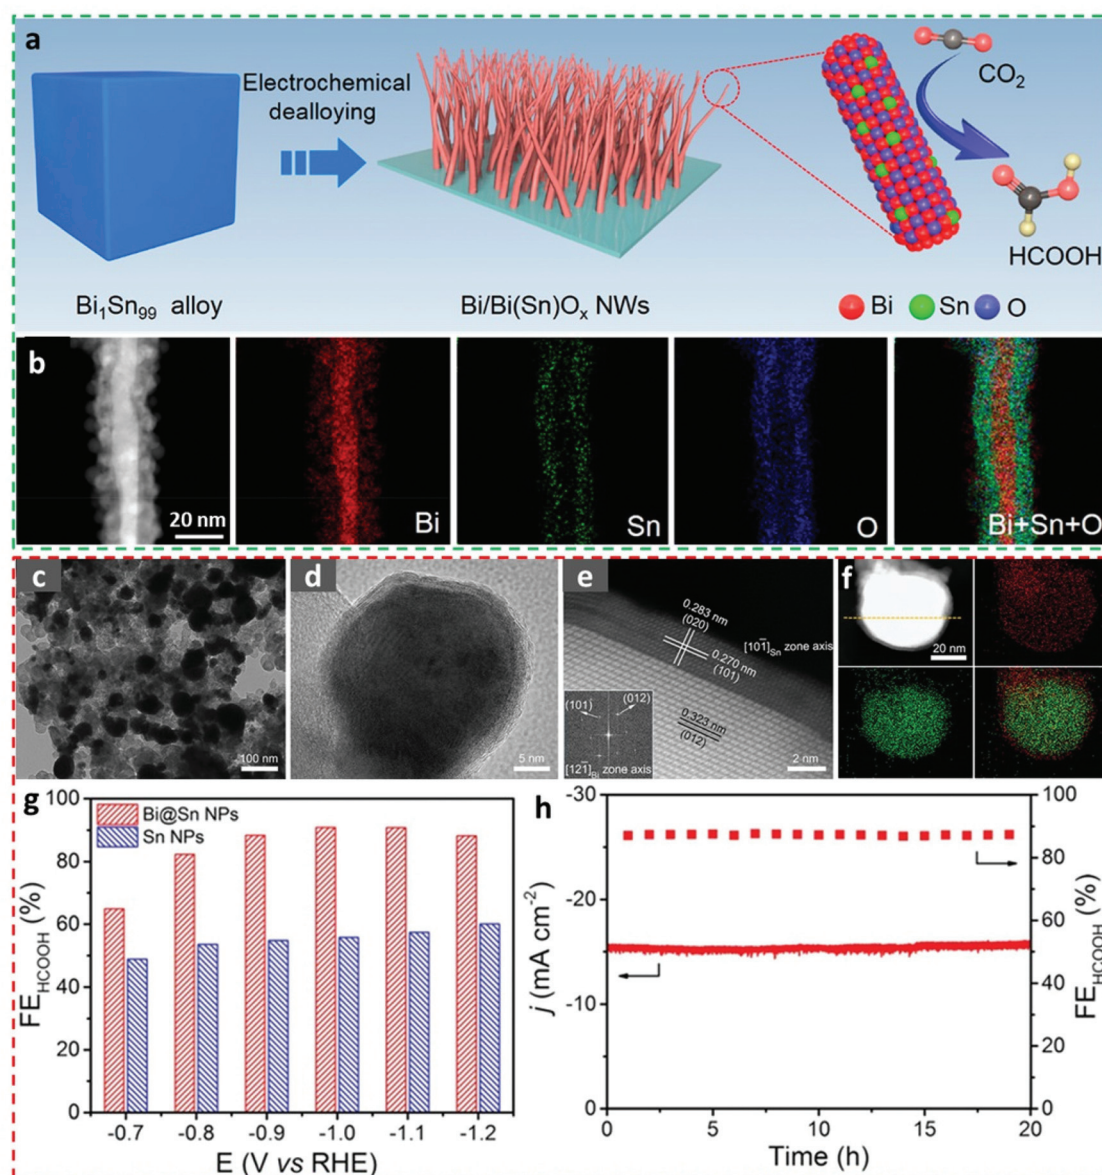 a
Electrochemical
dealloying
CO₂
HCOOH
Bi₁Sn₉₉ alloy
Bi/Bi(Sn)Oₓ NWs
Bi Sn O
b
20 nm
Bi
Sn
O
Bi+Sn+O
c
100 nm
d
5 nm
e
0.283 nm
(020)
[101̄]Sn zone axis
0.270 nm
(101)
0.323 nm
(012)
(101)
(012)
[12̄1]Bi zone axis
2 nm
f
20 nm
g
Bi@Sn NPs
Sn NPs
FE_HCOOH (%)
100
80
60
40
20
0
-0.7 -0.8 -0.9 -1.0 -1.1 -1.2
E (V vs RHE)
h
j (mA cm⁻²)
-30
-20
-10
0
100
80
60
40
20
0
FE_HCOOH (%)
0 5 10 15 20
Time (h)